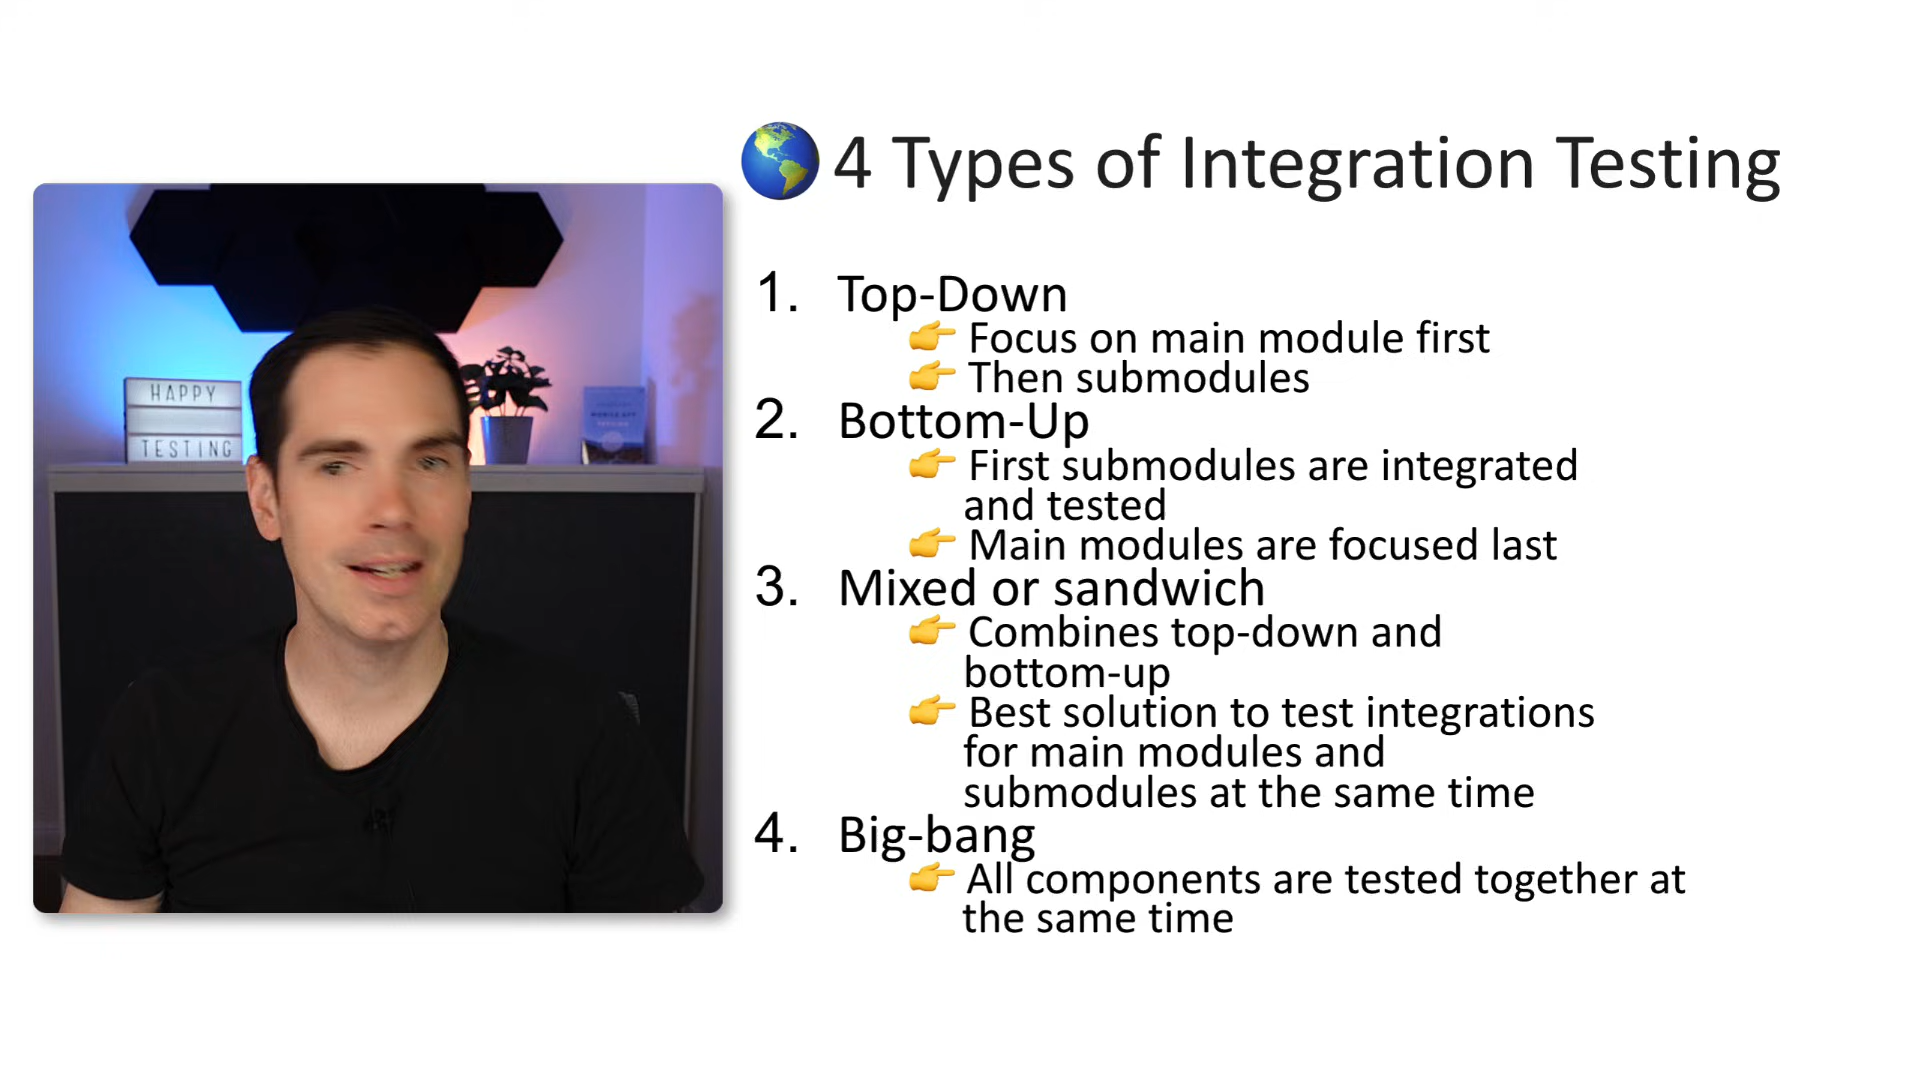 🌎 4 Types of Integration Testing
HAPPY
TESTING
1. Top-Down
👉 Focus on main module first
👉 Then submodules
2. Bottom-Up
👉 First submodules are integrated
and tested
👉 Main modules are focused last
3. Mixed or sandwich
👉 Combines top-down and
bottom-up
👉 Best solution to test integrations
for main modules and
submodules at the same time
4. Big-bang
👉 All components are tested together at
the same time